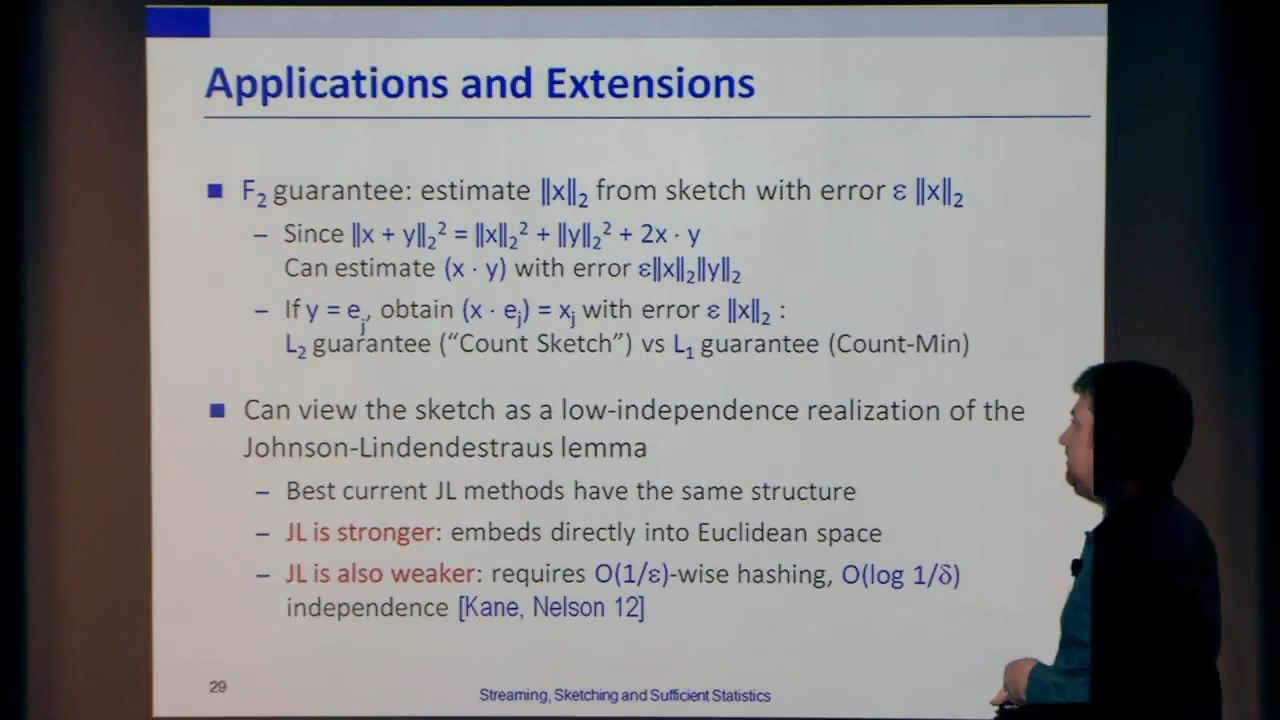 Applications and Extensions
■ F₂ guarantee: estimate ‖x‖₂ from sketch with error ε ‖x‖₂
– Since ‖x + y‖₂² = ‖x‖₂² + ‖y‖₂² + 2x · y
Can estimate (x · y) with error ε‖x‖₂‖y‖₂
– If y = eⱼ, obtain (x · eⱼ) = xⱼ with error ε ‖x‖₂ :
L₂ guarantee (“Count Sketch”) vs L₁ guarantee (Count-Min)
■ Can view the sketch as a low-independence realization of the
Johnson-Lindendestraus lemma
– Best current JL methods have the same structure
– JL is stronger: embeds directly into Euclidean space
– JL is also weaker: requires O(1/ε)-wise hashing, O(log 1/δ)
independence [Kane, Nelson 12]
29
Streaming, Sketching and Sufficient Statistics